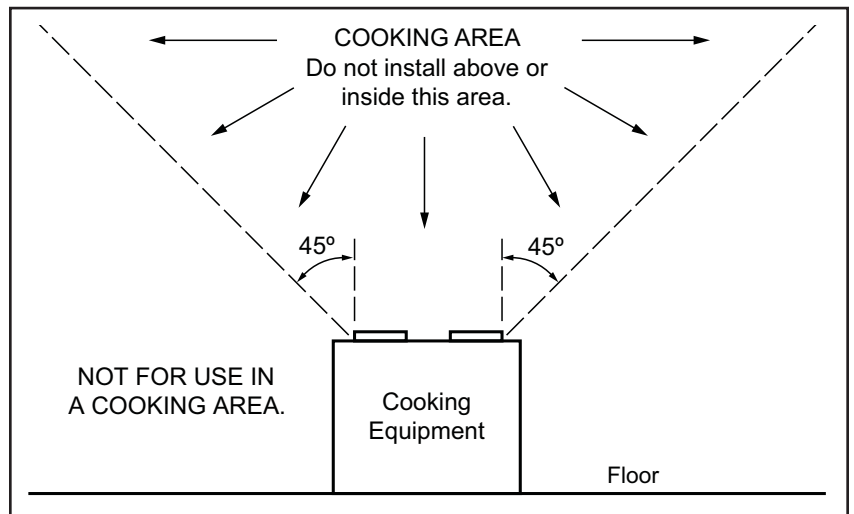 COOKING AREA
Do not install above or
inside this area.
45º
45º
NOT FOR USE IN
A COOKING AREA.
Cooking
Equipment
Floor